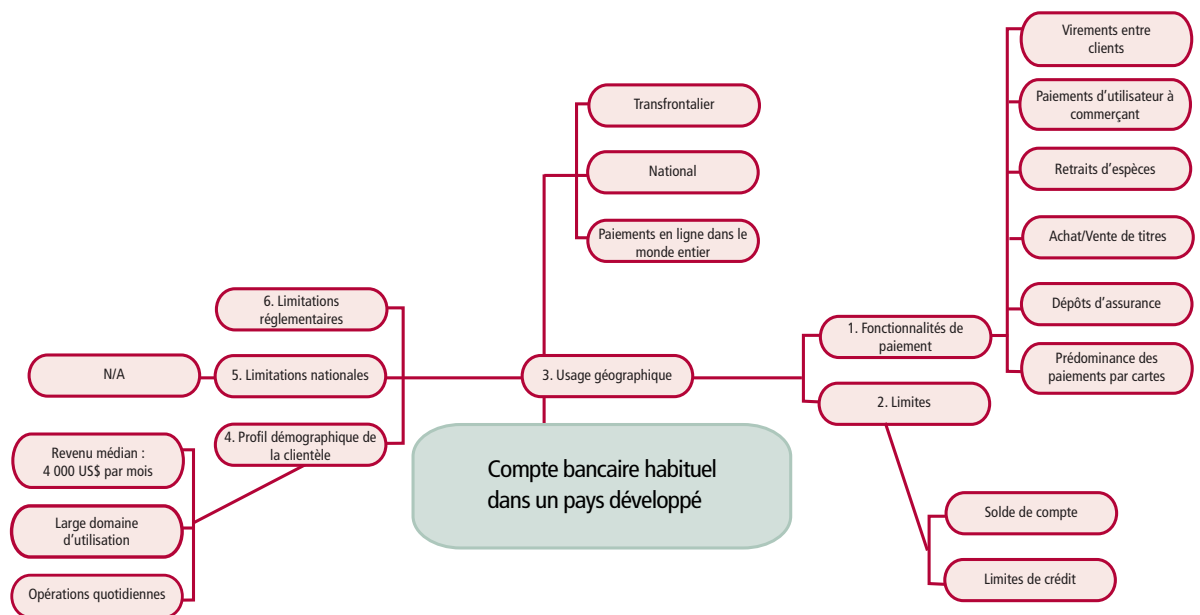 Virements entre
clients
Paiements d'utilisateur à
commerçant
Retraits d'espèces
Achat/Vente de titres
Dépôts d'assurance
Prédominance des
paiements par cartes
Transfrontalier
National
Paiements en ligne dans le
monde entier
1. Fonctionnalités de
paiement
2. Limites
Solde de compte
Limites de crédit
3. Usage géographique
6. Limitations
réglementaires
5. Limitations nationales
N/A
4. Profil démographique de
la clientèle
Revenu médian :
4 000 US$ par mois
Large domaine
d'utilisation
Opérations quotidiennes
Compte bancaire habituel
dans un pays développé